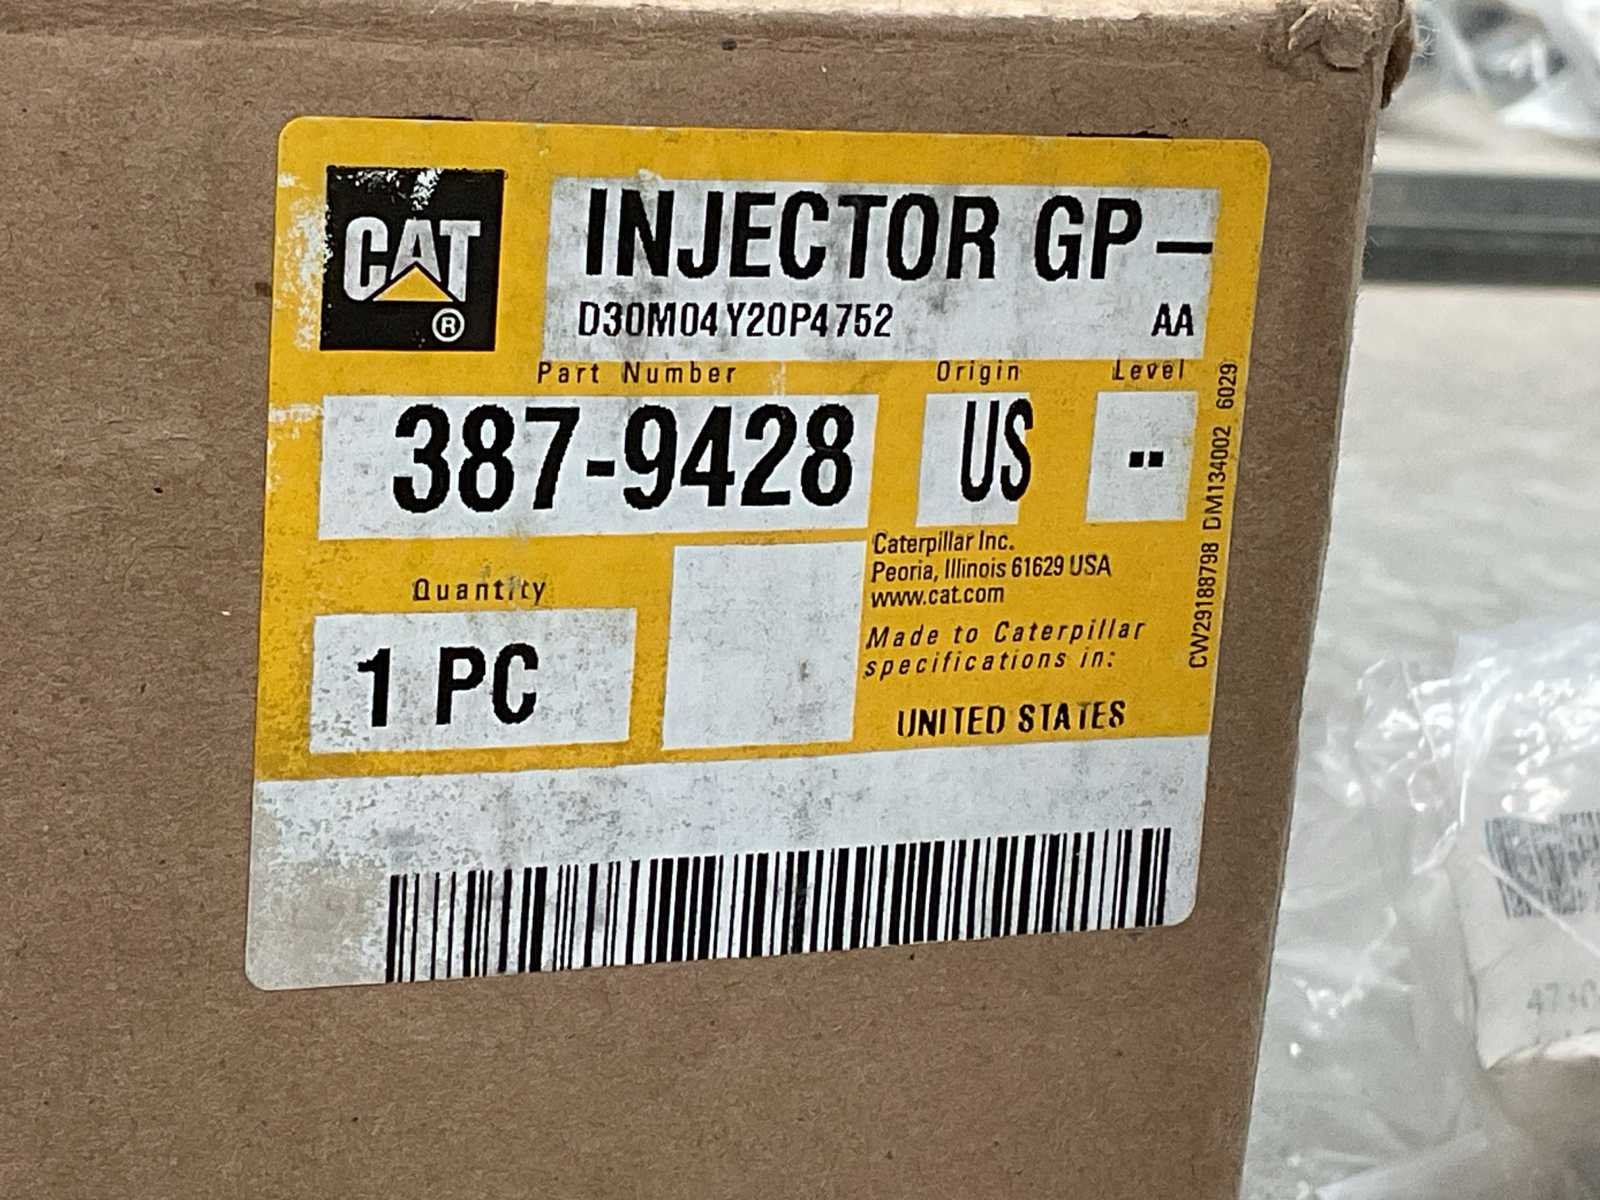 CAT
®
INJECTOR GP-
D30M04Y20P4752 AA
Part Number Origin Level
387-9428 US --
Quantity
1 PC
Caterpillar Inc.
Peoria, Illinois 61629 USA
www.cat.com
Made to Caterpillar
specifications in:
UNITED STATES
CW29188798 DM134002 6029